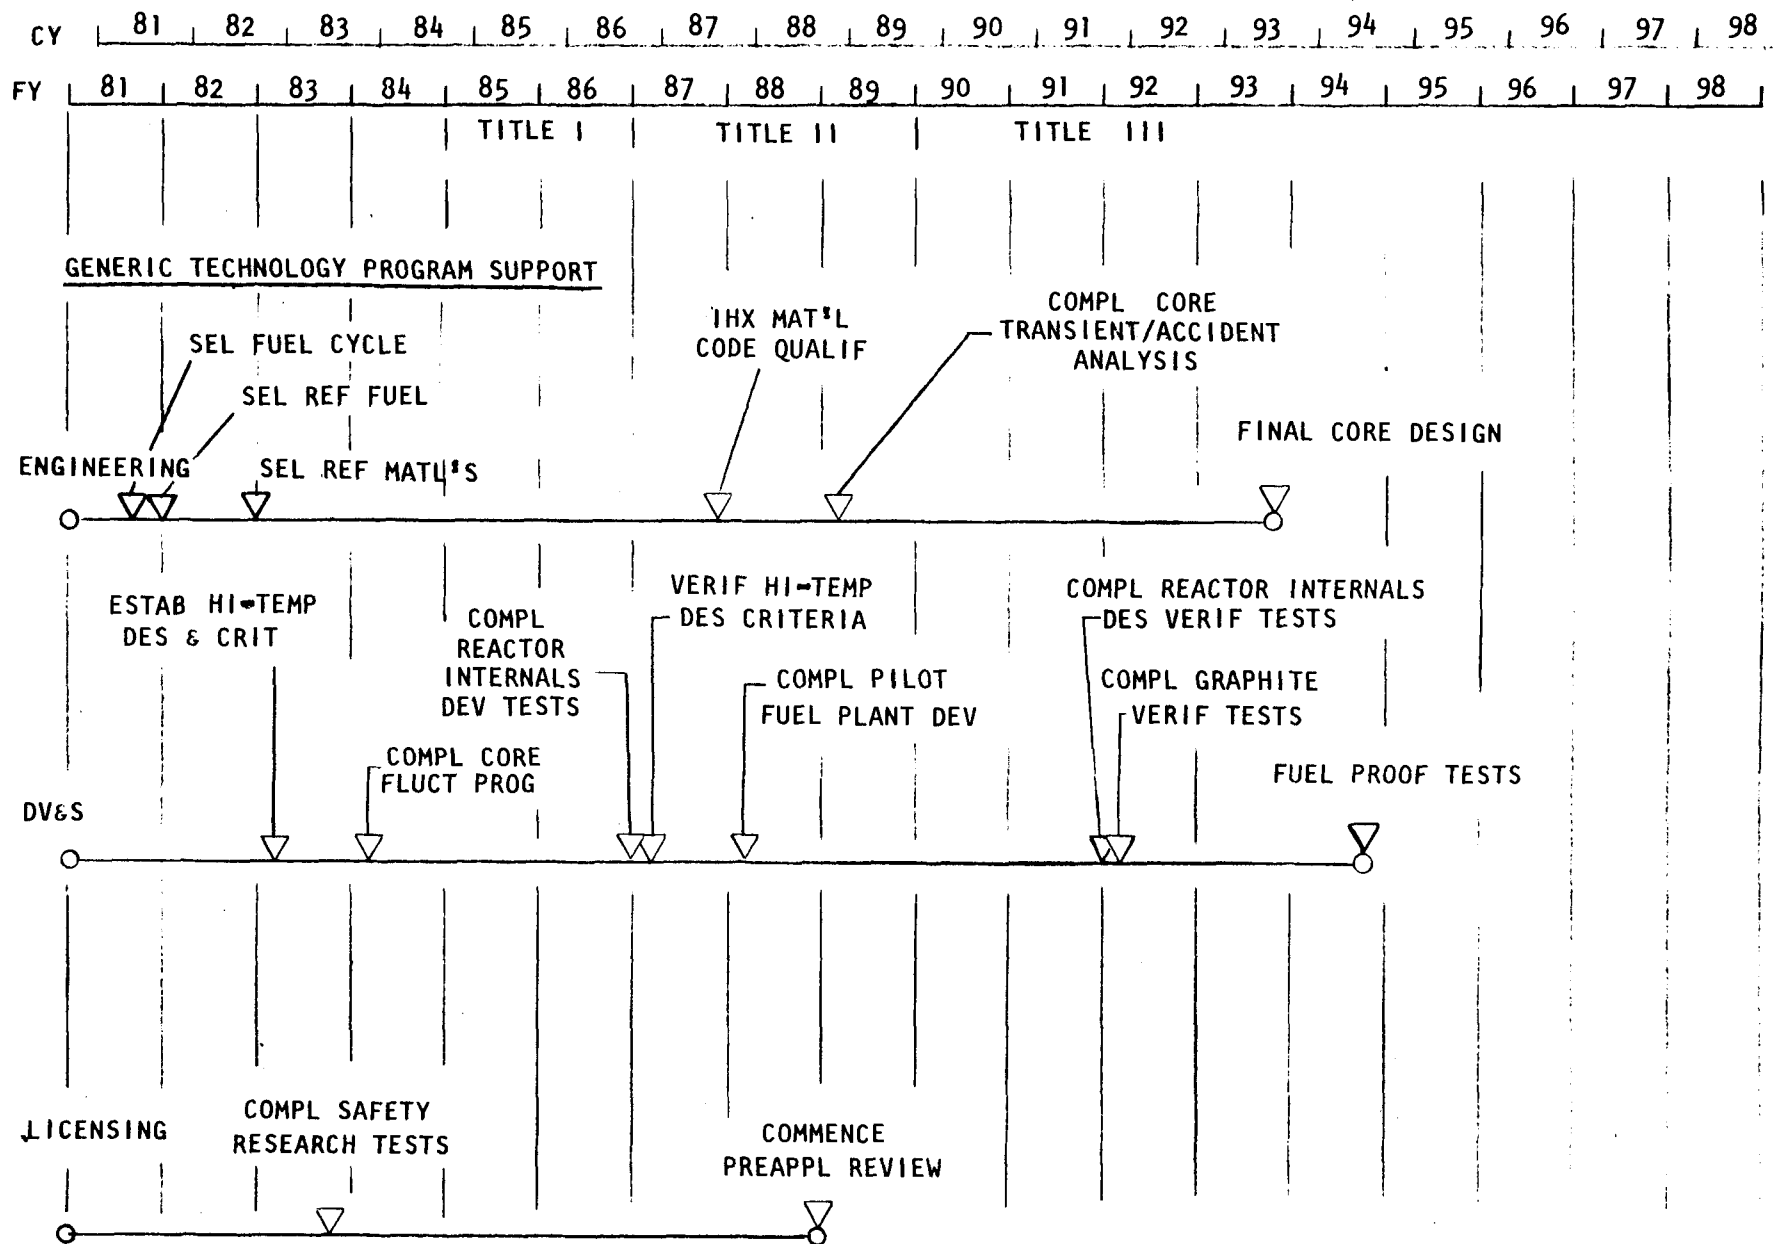 CY 81 82 83 84 85 86 87 88 89 90 91 92 93 94 95 96 97 98
FY 81 82 83 84 85 86 87 88 89 90 91 92 93 94 95 96 97 98
TITLE I TITLE II TITLE III
GENERIC TECHNOLOGY PROGRAM SUPPORT
SEL FUEL CYCLE
SEL REF FUEL
ENGINEERING
SEL REF MATL'S
IHX MAT'L
CODE QUALIF
COMPL CORE
TRANSIENT/ACCIDENT
ANALYSIS
FINAL CORE DESIGN
ESTAB HI-TEMP
DES & CRIT
COMPL CORE
FLUCT PROG
COMPL
REACTOR
INTERNALS
DEV TESTS
VERIF HI-TEMP
DES CRITERIA
COMPL PILOT
FUEL PLANT DEV
COMPL REACTOR INTERNALS
DES VERIF TESTS
COMPL GRAPHITE
VERIF TESTS
FUEL PROOF TESTS
DV&S
LICENSING
COMPL SAFETY
RESEARCH TESTS
COMMENCE
PREAPPL REVIEW